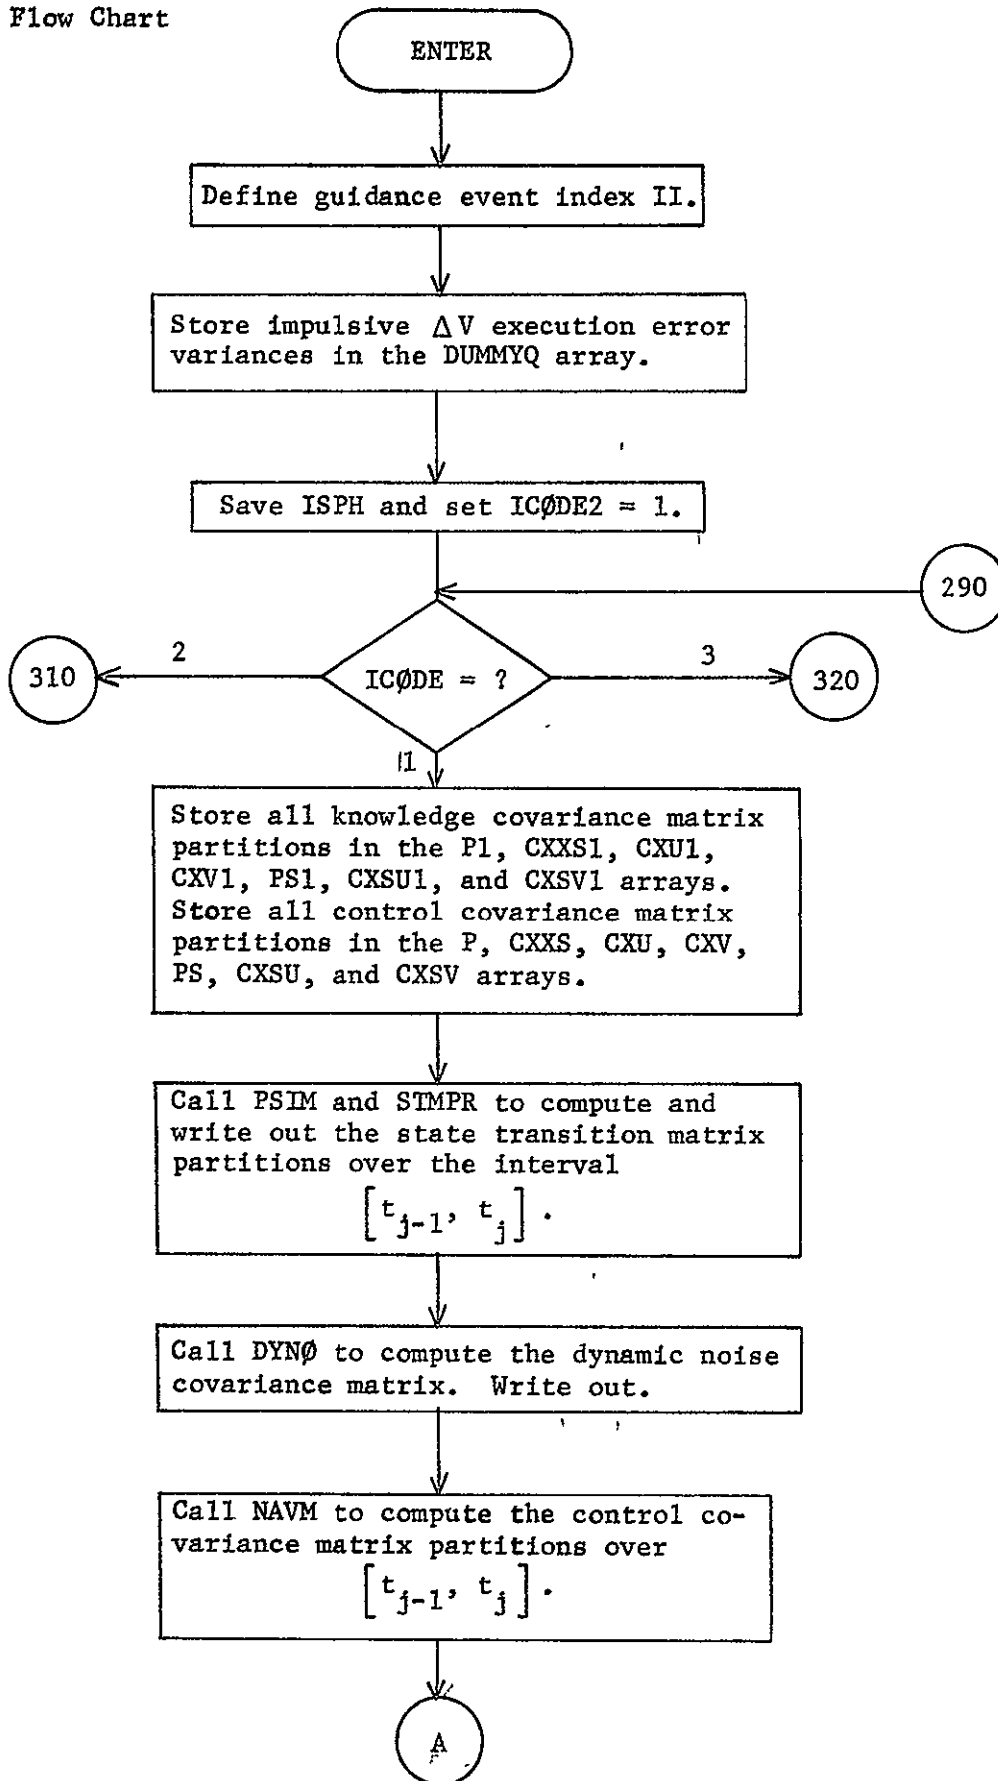 Flow Chart
ENTER
Define guidance event index II.
Store impulsive ΔV execution error
variances in the DUMMYQ array.
Save ISPH and set ICØDE2 = 1.
290
310
2
ICØDE = ?
3
320
1
Store all knowledge covariance matrix
partitions in the P1, CXXS1, CXU1,
CXV1, PS1, CXSU1, and CXSV1 arrays.
Store all control covariance matrix
partitions in the P, CXXS, CXU, CXV,
PS, CXSU, and CXSV arrays.
Call PSIM and STMPR to compute and
write out the state transition matrix
partitions over the interval
[t_{j-1}, t_j] .
Call DYNØ to compute the dynamic noise
covariance matrix.  Write out.
Call NAVM to compute the control co-
variance matrix partitions over
[t_{j-1}, t_j] .
A